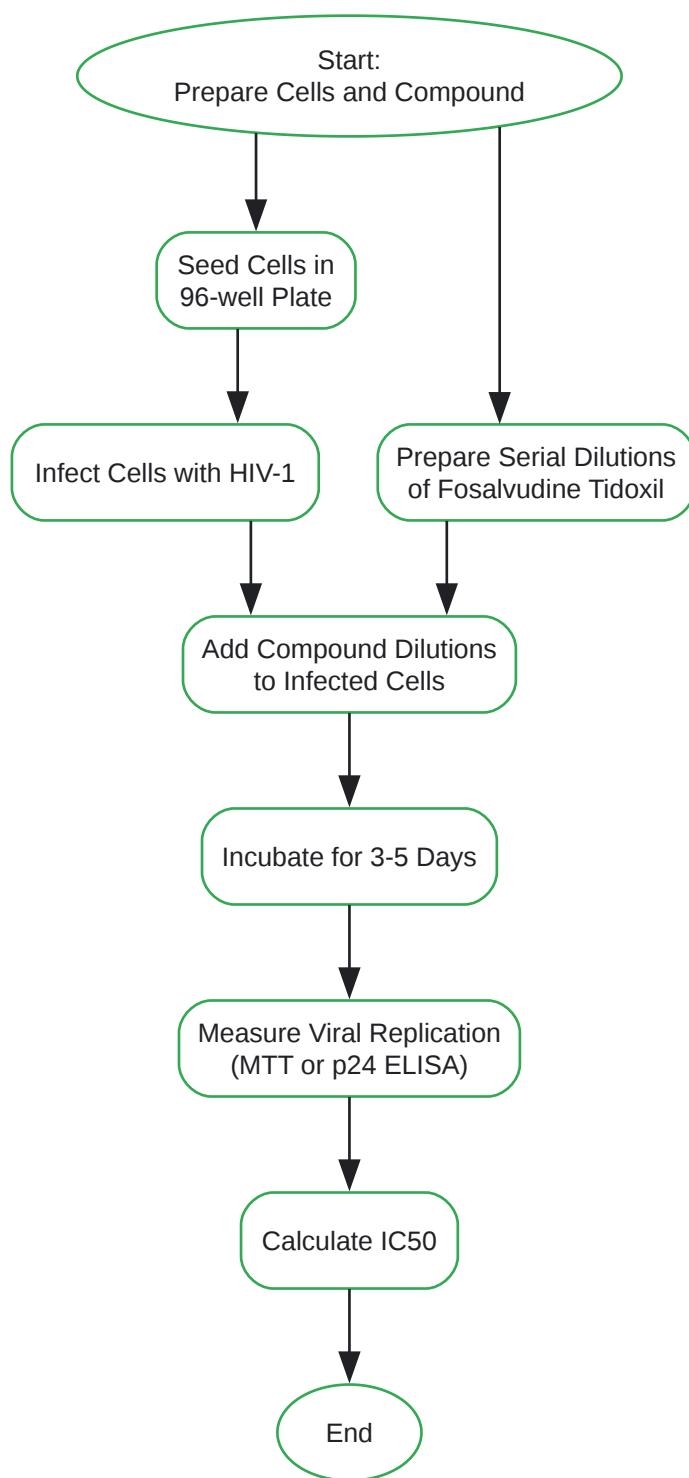 Start:
Prepare Cells and Compound
Seed Cells in
96-well Plate
Infect Cells with HIV-1
Prepare Serial Dilutions
of Fosalvudine Tidoxil
Add Compound Dilutions
to Infected Cells
Incubate for 3-5 Days
Measure Viral Replication
(MTT or p24 ELISA)
Calculate IC50
End